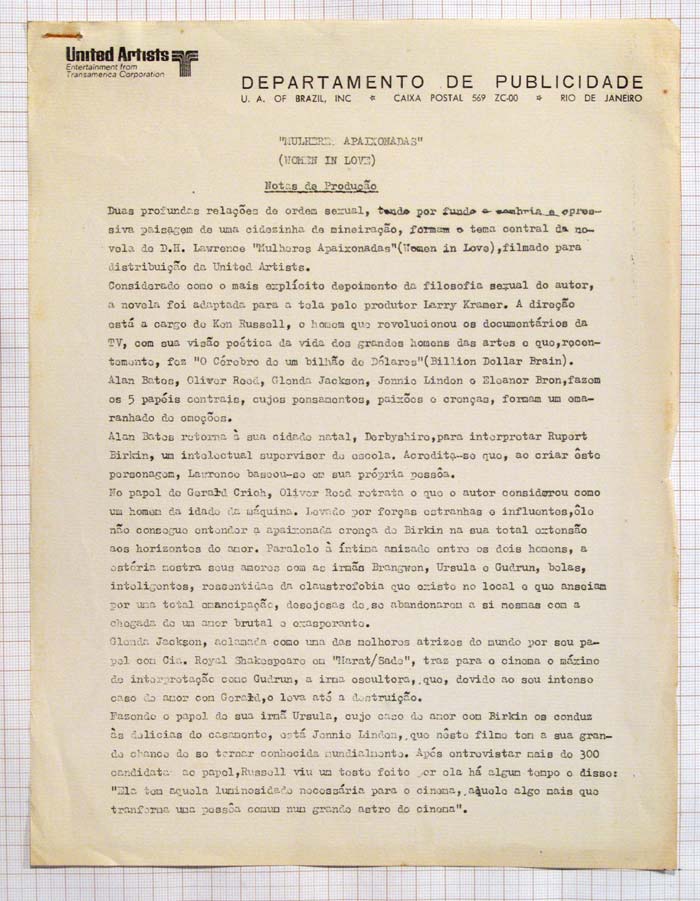 United Artists
Entertainment from
Transamerica Corporation
DEPARTAMENTO DE PUBLICIDADE
U. A. OF BRAZIL, INC * CAIXA POSTAL 569 ZC-00 * RIO DE JANEIRO
"MULHERES APAIXONADAS"
(WOMEN IN LOVE)
Notas de Produção
Duas profundas relações de ordem sexual, tendo por fundo a sombria e opres-
siva paisagem de uma cidezinha de mineiração, formam o tema central da no-
vela de D.H. Lawrence "Mulheres Apaixonadas"(Women in Love),filmado para
distribuição da United Artists.
Considerado como o mais explícito depoimento da filosofia sexual do autor,
a novela foi adaptada para a tela pelo produtor Larry Kramer. A direção
está a cargo de Ken Russell, o homem que revolucionou os documentários da
TV, com sua visão poética da vida dos grandes homens das artes e que,recen-
temente, fez "O Cérebro de um bilhão de Dólares"(Billion Dollar Brain).
Alan Bates, Oliver Reed, Glenda Jackson, Jennie Linden e Eleanor Bron,fazem
os 5 papéis centrais, cujos pensamentos, paixões e crenças, formam um ema-
ranhado de emoções.
Alan Bates retorna à sua cidade natal, Derbyshire,para interpretar Rupert
Birkin, um intelectual supervisor de escola. Acredita-se que, ao criar êste
personagem, Lawrence baseou-se em sua própria pessôa.
No papel de Gerald Crich, Oliver Reed retrata o que o autor considerou como
um homem da idade da máquina. Levado por forças estranhas e influentes,êle
não consegue entender a apaixonada crença de Birkin na sua total extensão
aos horizontes do amor. Paralelo à íntima amizade entre os dois homens, a
estória mostra seus amores com as irmãs Brangwen, Ursula e Gudrun, belas,
inteligentes, ressentidas da claustrofobia que existe no local e que anseiam
por uma total emancipação, desejosas de se abandonarem a si mesmas com a
chegada de um amor brutal e exasperante.
Glenda Jackson, aclamada como uma das melhores atrizes do mundo por seu pa-
pel com Cia. Royal Shakespeare em "Marat/Sade", traz para o cinema o máximo
de interpretação como Gudrun, a irma escultora, que, devido ao seu intenso
caso de amor com Gerald,o leva até a destruição.
Fazendo o papel de sua irmã Ursula, cujo caso de amor com Birkin os conduz
às delícias do casamento, está Jennie Linden, que nêste filme tem a sua gran-
de chance de se tornar conhecida mundialmente. Após entrevistar mais de 300
candidatas ao papel,Russell viu um teste feito por ela há algum tempo e disse:
"Ela tem aquela luminosidade necessária para o cinema, aquele algo mais que
tranforma uma pessôa comum num grande astro do cinema".